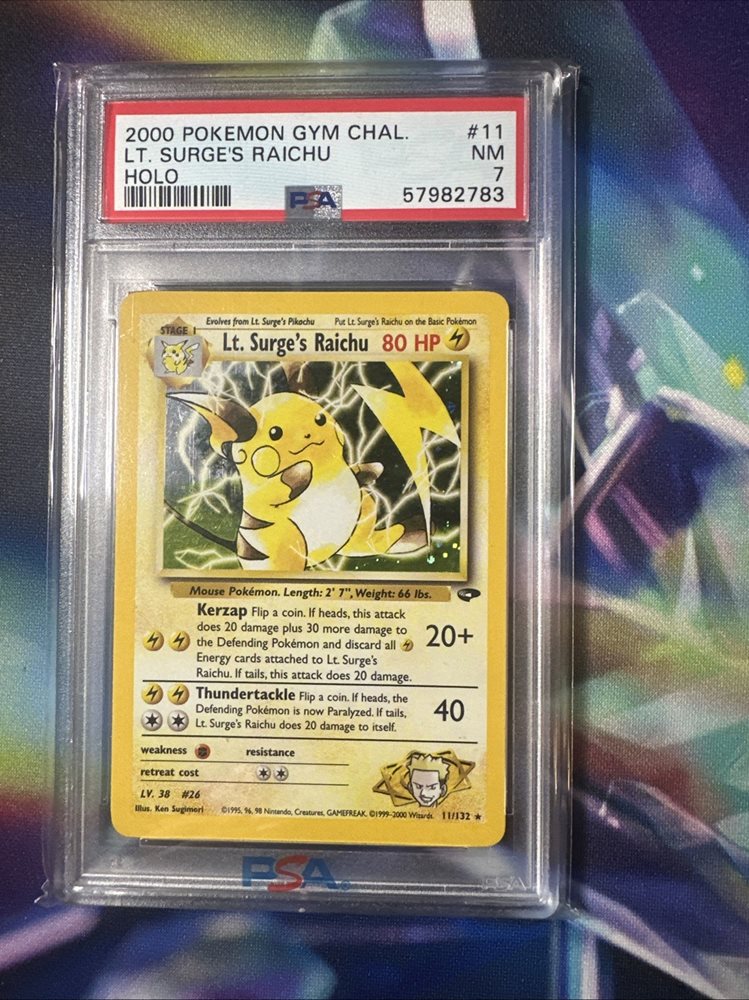 2000 POKEMON GYM CHAL. #11
LT. SURGE'S RAICHU NM
HOLO 7
PSA 57982783
STAGE 1 Evolves from Lt. Surge's Pikachu Put Lt. Surge's Raichu on the Basic Pokémon
Lt. Surge's Raichu 80 HP
Mouse Pokémon. Length: 2' 7", Weight: 66 lbs.
Kerzap Flip a coin. If heads, this attack
does 20 damage plus 30 more damage to
the Defending Pokémon and discard all
Energy cards attached to Lt. Surge's
Raichu. If tails, this attack does 20 damage.
20+
Thundertackle Flip a coin. If heads, the
Defending Pokémon is now Paralyzed. If tails,
Lt. Surge's Raichu does 20 damage to itself.
40
weakness resistance
retreat cost
LV. 38 #26
Illus. Ken Sugimori ©1995, 96, 98 Nintendo, Creatures, GAMEFREAK. ©1999-2000 Wizards. 11/132 ★
PSA PSA